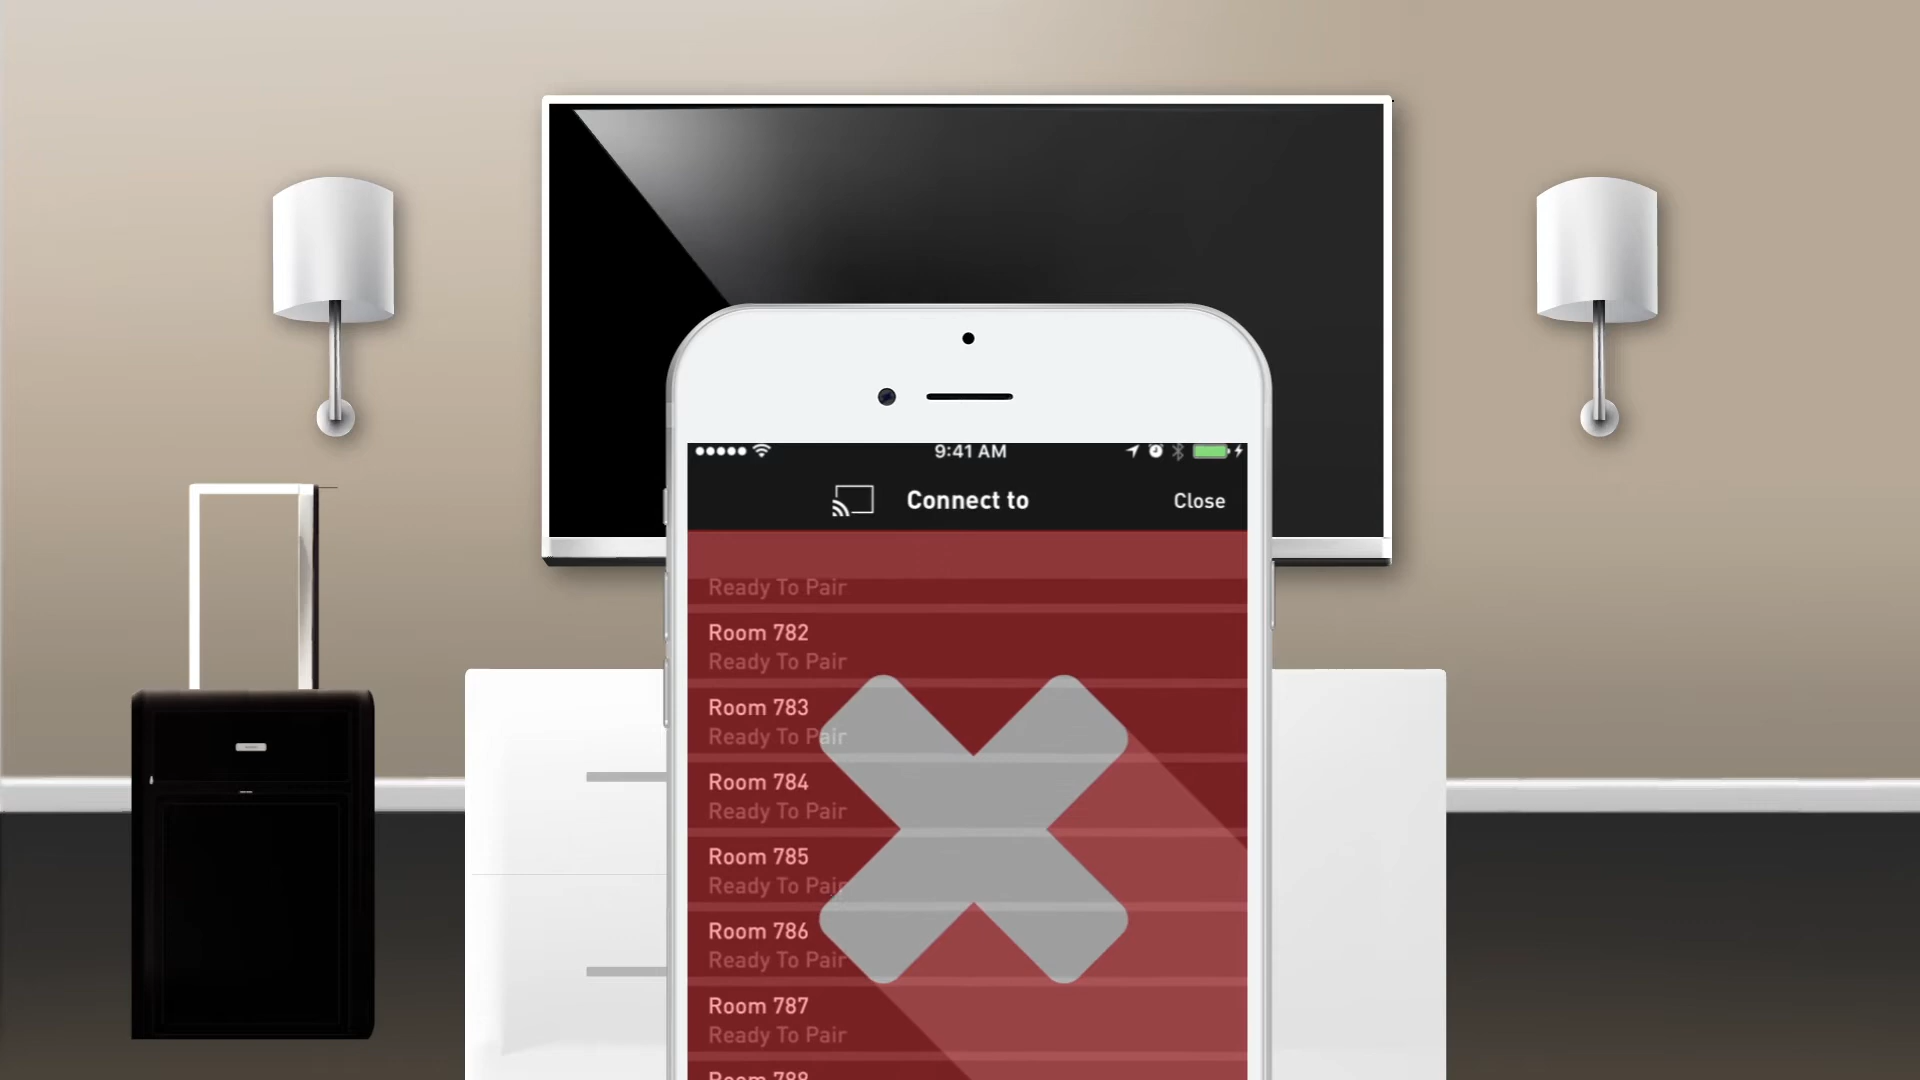 9:41 AM
Connect to
Close
Ready To Pair
Room 782
Ready To Pair
Room 783
Ready To Pair
Room 784
Ready To Pair
Room 785
Ready To Pair
Room 786
Ready To Pair
Room 787
Ready To Pair
Room 788